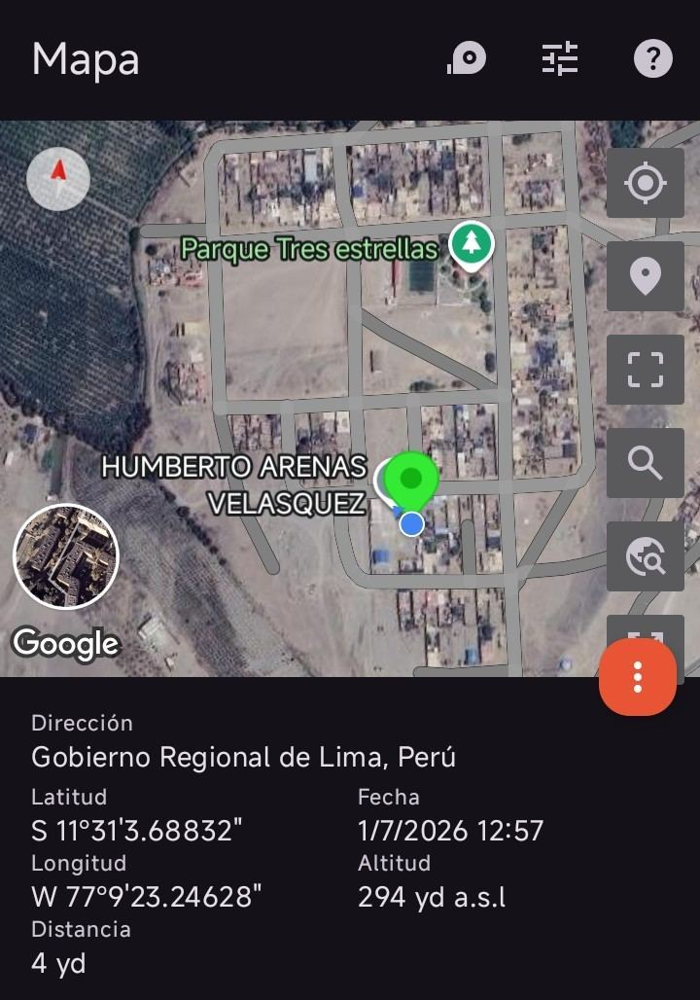 Mapa
Parque Tres estrellas
HUMBERTO ARENAS
VELASQUEZ
Google
Dirección
Gobierno Regional de Lima, Perú
Latitud
S 11°31'3.68832"
Fecha
1/7/2026 12:57
Longitud
W 77°9'23.24628"
Altitud
294 yd a.s.l
Distancia
4 yd